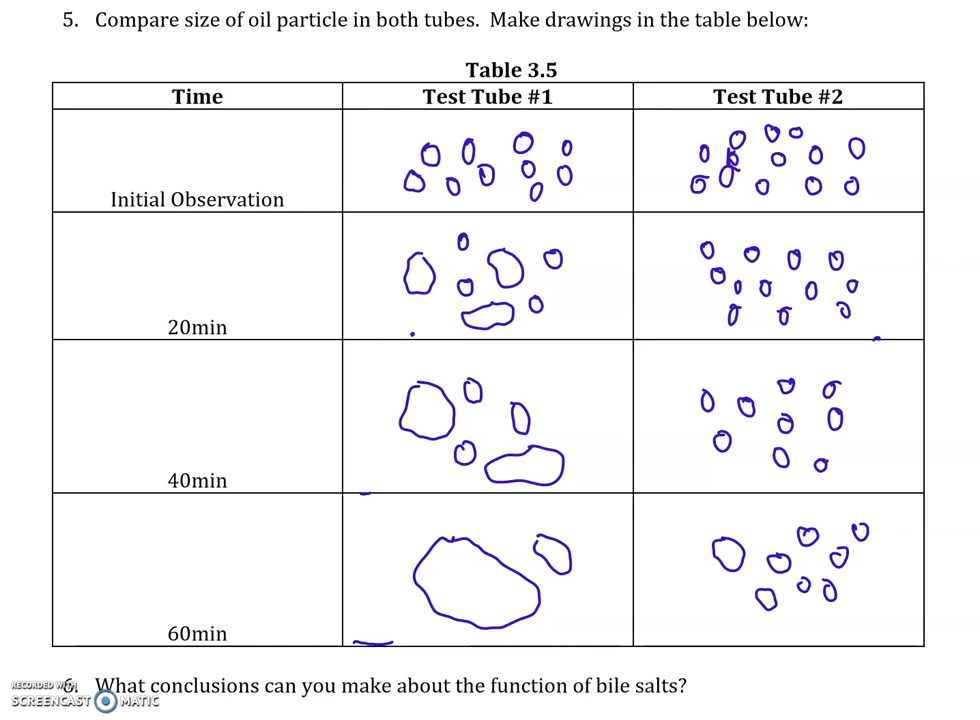 5. Compare size of oil particle in both tubes. Make drawings in the table below:
Table 3.5
Time Test Tube #1 Test Tube #2
Initial Observation
20min
40min
60min
6. What conclusions can you make about the function of bile salts?
RECORDED WITH
SCREENCAST MATIC